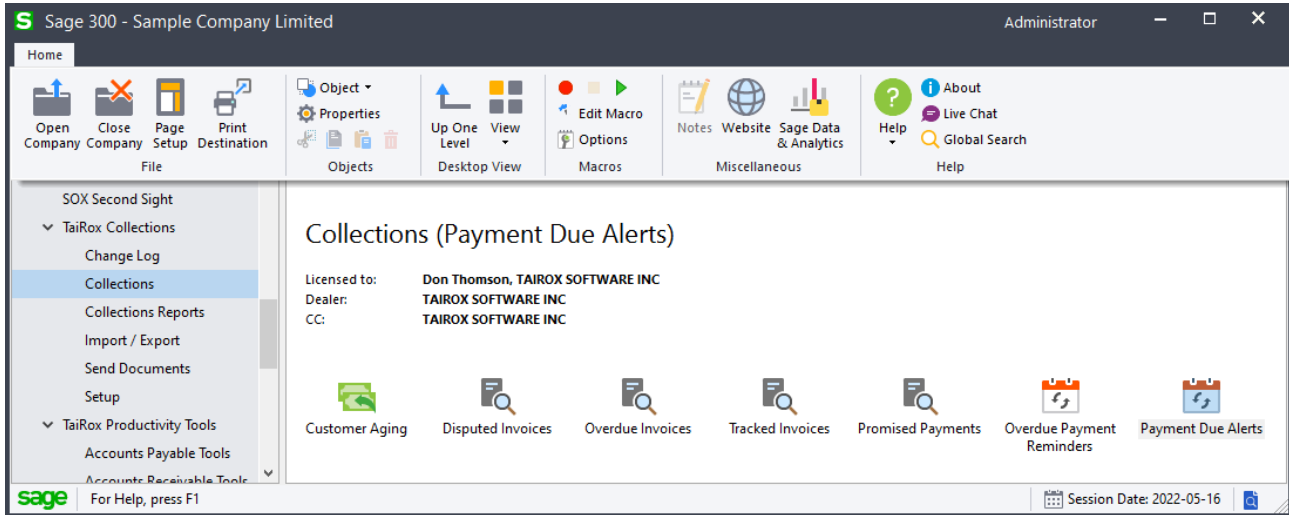 S Sage 300 - Sample Company Limited
Administrator
Home
Open Company
Close Company
Page Setup
Print Destination
File
Object
Properties
Objects
Up One Level
View
Desktop View
Edit Macro
Options
Macros
Notes
Website
Sage Data & Analytics
Miscellaneous
? Help
About
Live Chat
Global Search
Help
SOX Second Sight
TaiRox Collections
Change Log
Collections
Collections Reports
Import / Export
Send Documents
Setup
TaiRox Productivity Tools
Accounts Payable Tools
Accounts Receivable Tools
Collections (Payment Due Alerts)
Licensed to: Don Thomson, TAIROX SOFTWARE INC
Dealer: TAIROX SOFTWARE INC
CC: TAIROX SOFTWARE INC
Customer Aging
Disputed Invoices
Overdue Invoices
Tracked Invoices
Promised Payments
Overdue Payment Reminders
Payment Due Alerts
sage For Help, press F1
Session Date: 2022-05-16